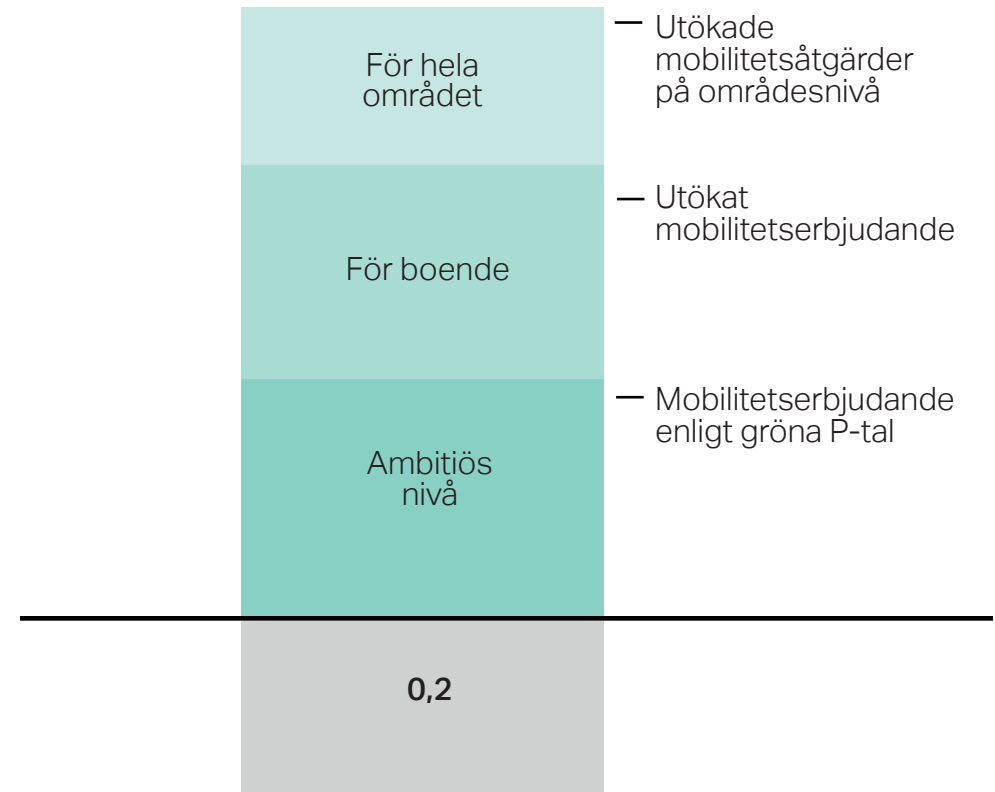 För hela
området
Utökade
mobilitetsåtgärder
på områdesnivå
För boende
Utökat
mobilitetserbjudande
Ambitiös
nivå
Mobilitetserbjudande
enligt gröna P-tal
0,2